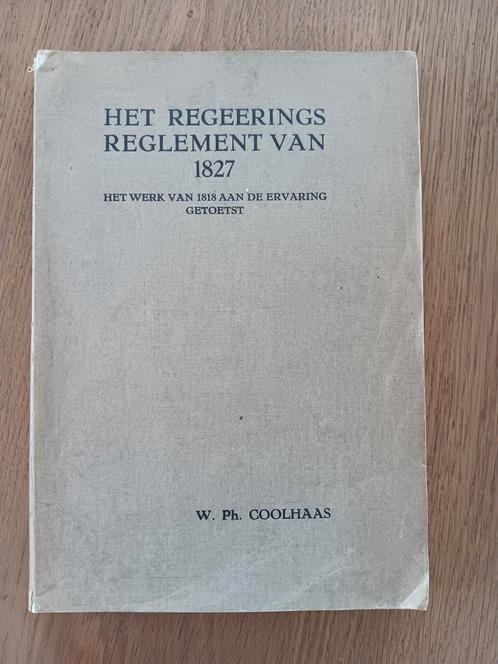 HET REGEERINGS
REGLEMENT VAN
1827
HET WERK VAN 1818 AAN DE ERVARING
GETOETST
W. Ph. COOLHAAS